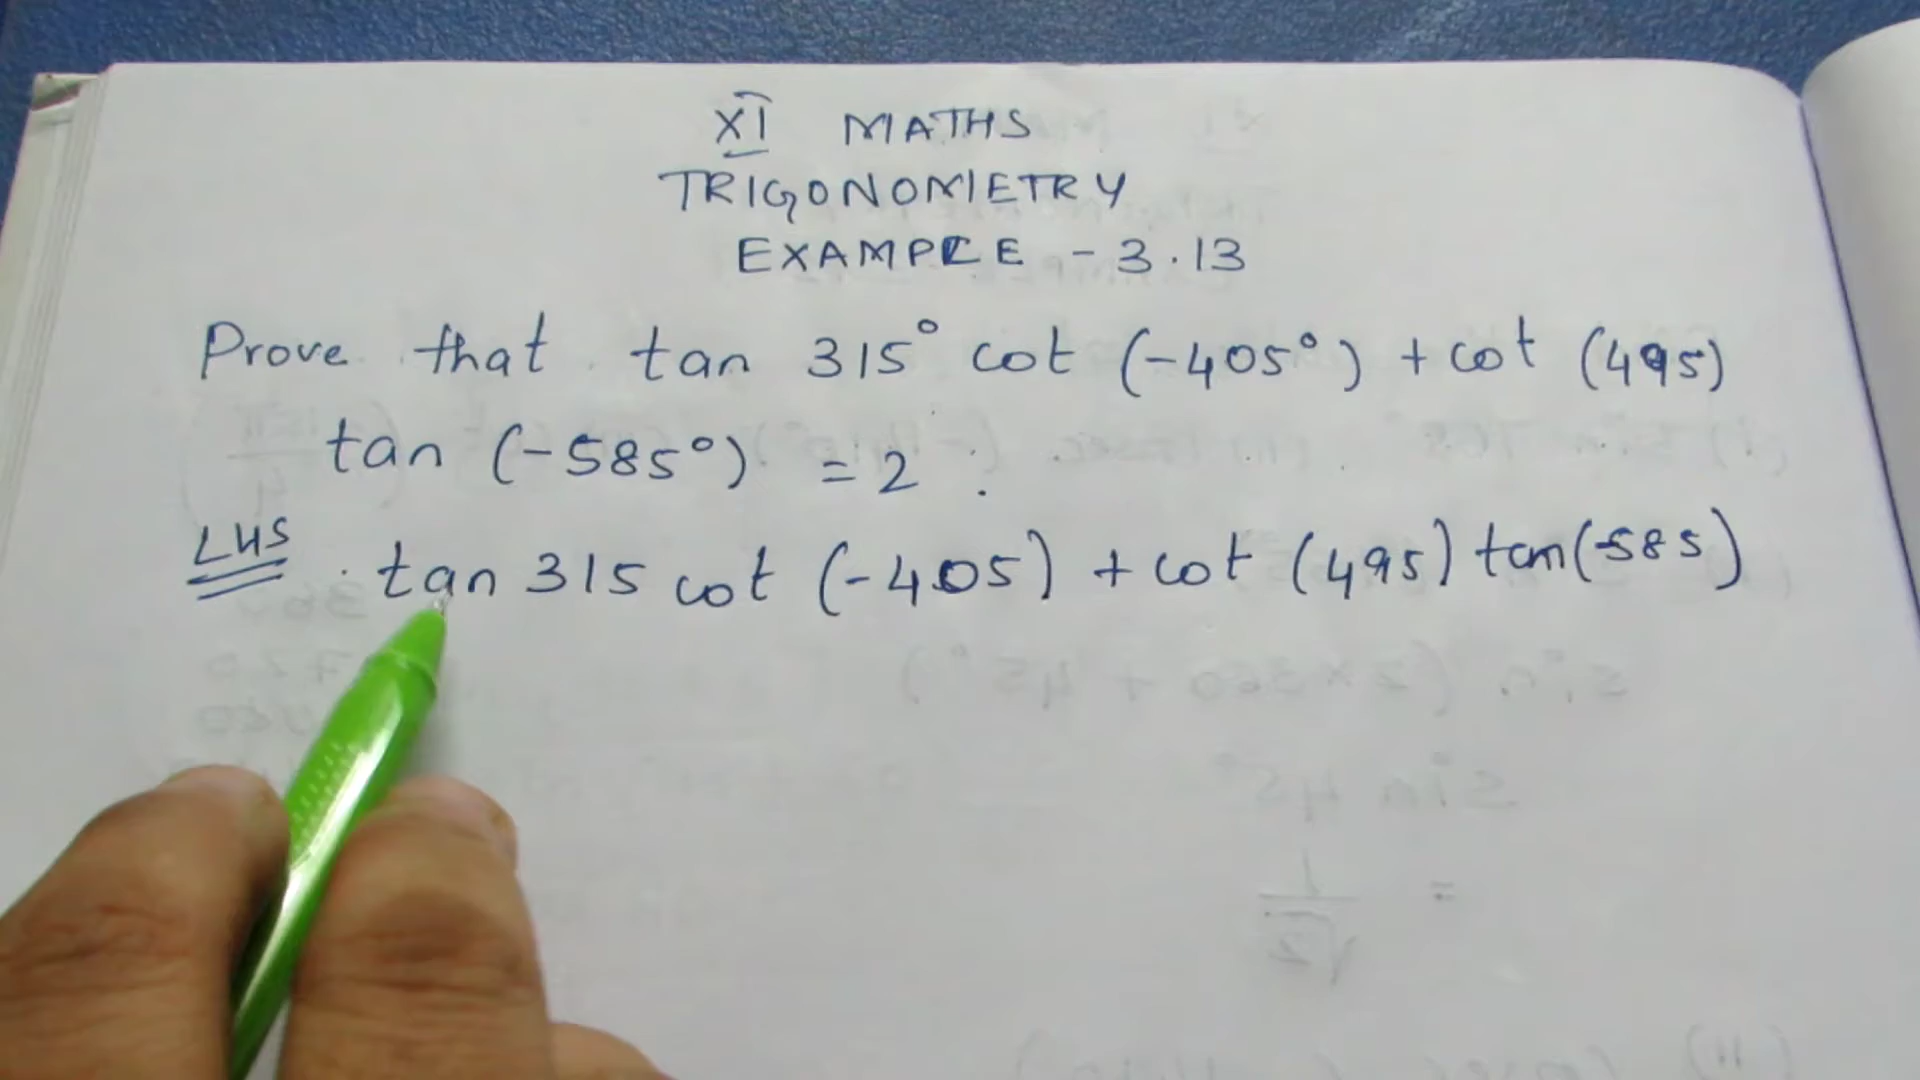 XI MATHS
TRIGONOMETRY
EXAMPLE - 3.13
Prove that tan 315° cot (-405°) + cot (495)
tan (-585°) = 2 :
LHS tan 315 cot (-405) + cot (495) tan(-585)